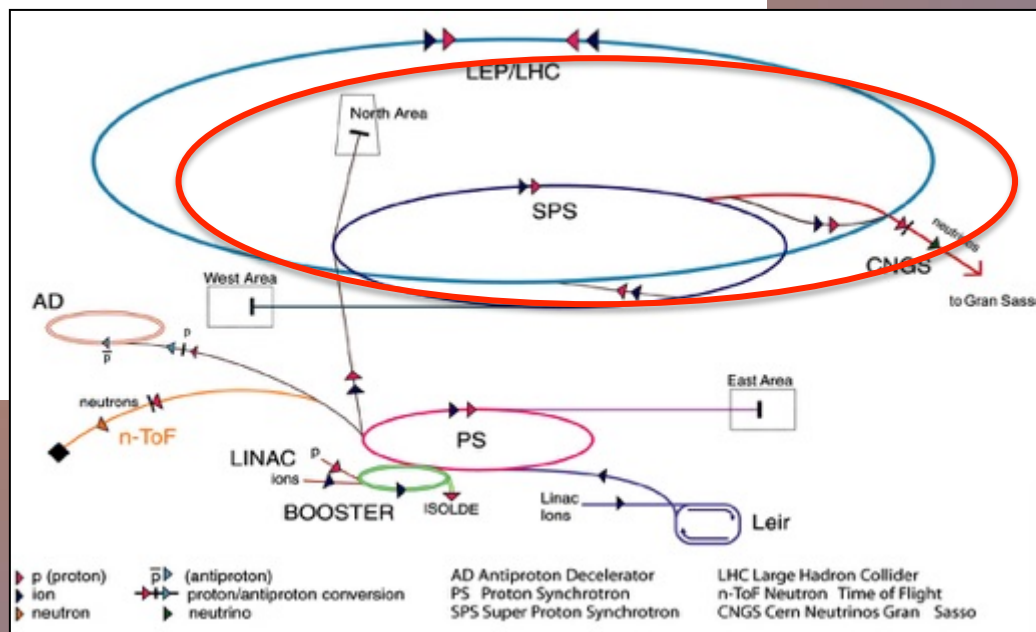 LEP/LHC
North Area
SPS
neutrinos
CNGS
to Gran Sasso
West Area
AD
p
p̅
East Area
neutrons
n-ToF
PS
LINAC
p
ions
BOOSTER
ISOLDE
Linac
Ions
Leir
p (proton)
ion
neutron
p̅ (antiproton)
proton/antiproton conversion
neutrino
AD Antiproton Decelerator
PS Proton Synchrotron
SPS Super Proton Synchrotron
LHC Large Hadron Collider
n-ToF Neutron Time of Flight
CNGS Cern Neutrinos Gran Sasso